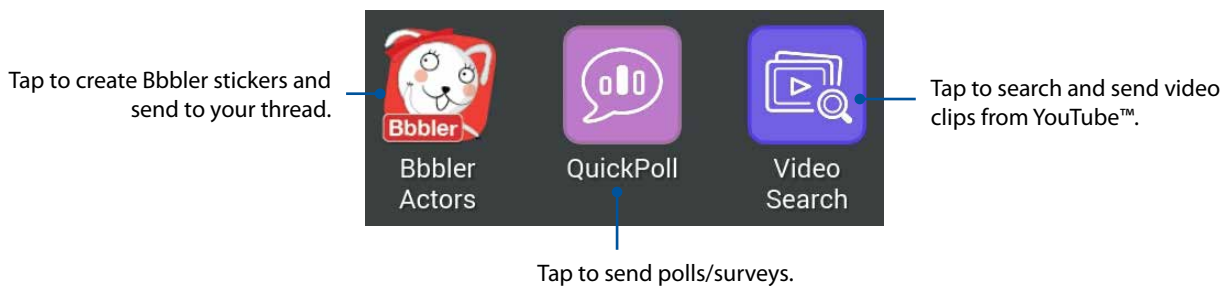 Tap to create Bbbler stickers and
send to your thread.
Bbbler
Bbbler
Actors
QuickPoll
Video
Search
Tap to search and send video
clips from YouTube™.
Tap to send polls/surveys.